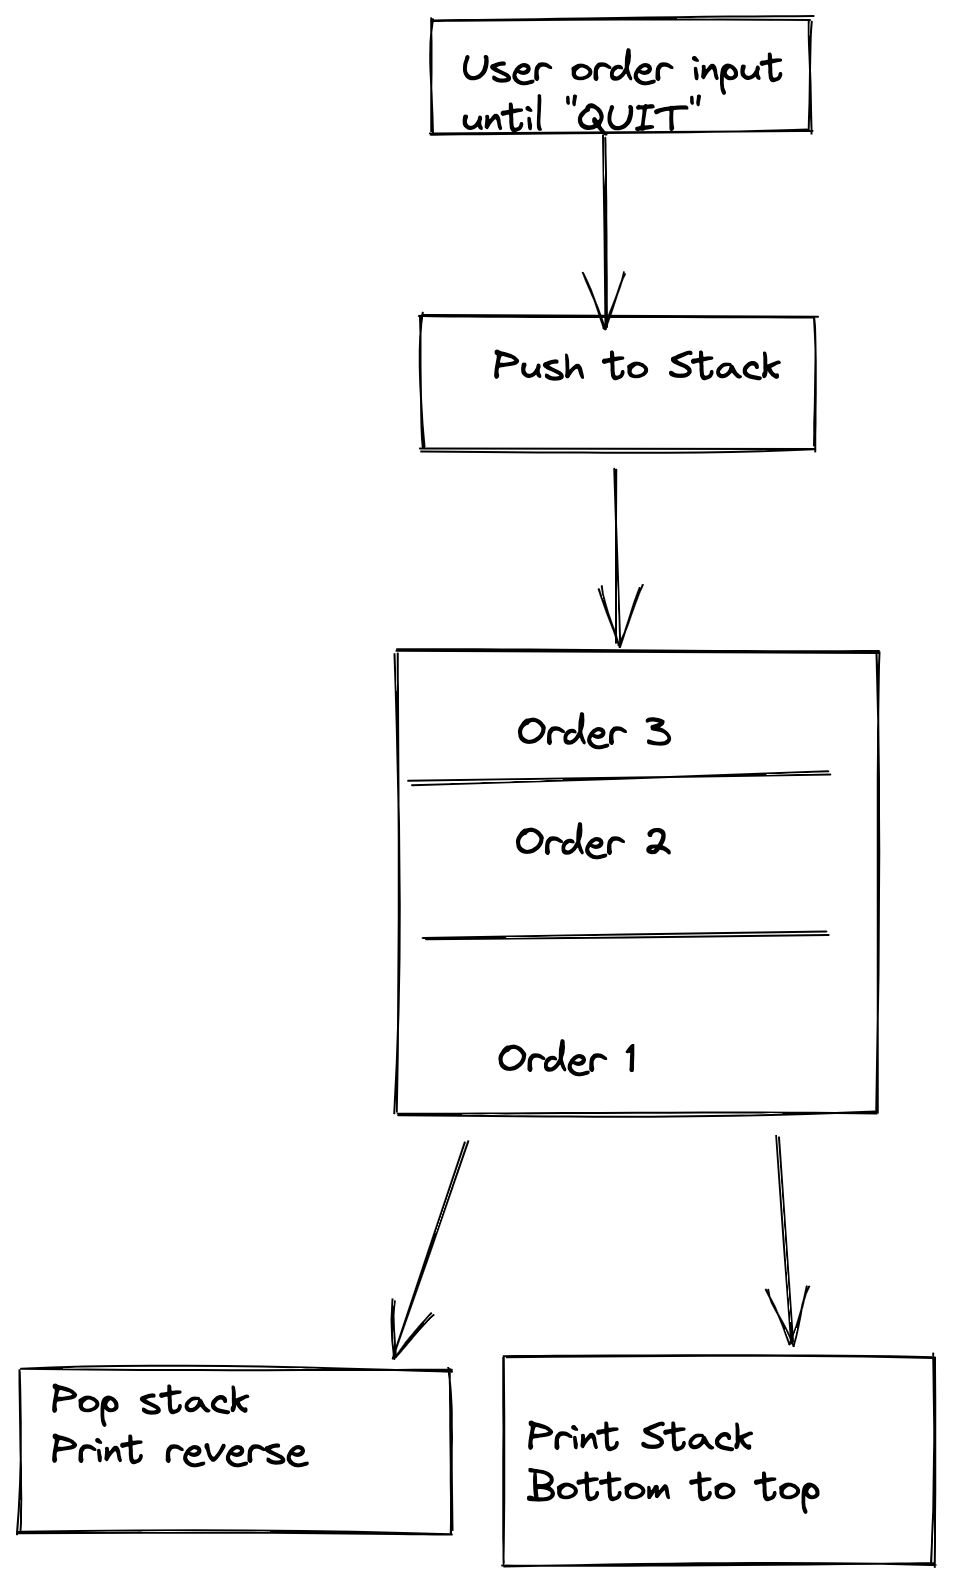 User order input
until "QUIT"
Push to Stack
Order 3
Order 2
Order 1
Pop stack
Print reverse
Print Stack
Bottom to top